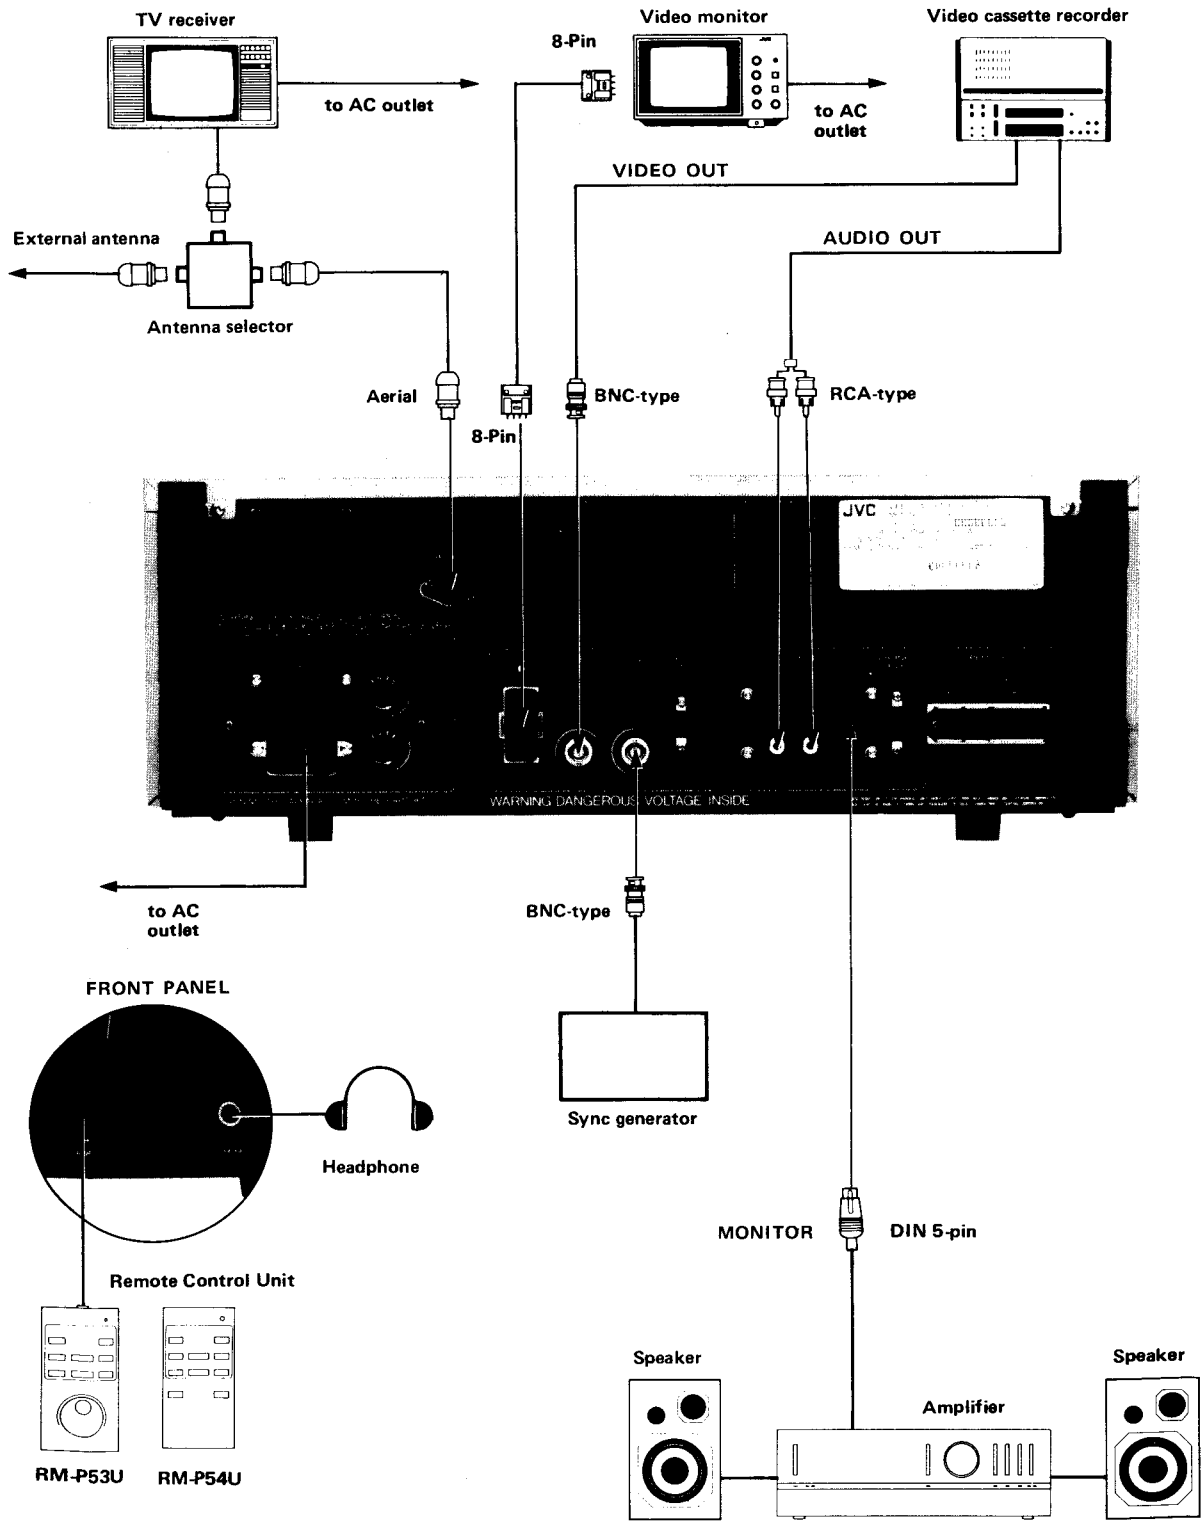 TV receiver
Video monitor
Video cassette recorder
8-Pin
to AC outlet
to AC
outlet
VIDEO OUT
External antenna
AUDIO OUT
Antenna selector
Aerial
BNC-type
RCA-type
8-Pin
JVC
WARNING DANGEROUS VOLTAGE INSIDE
to AC
outlet
BNC-type
FRONT PANEL
Sync generator
Headphone
MONITOR
DIN 5-pin
Remote Control Unit
Speaker
Speaker
Amplifier
RM-P53U
RM-P54U